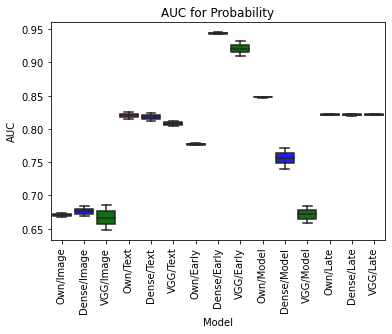 AUC for Probability
0.95
0.90
0.85
0.80
0.75
0.70
0.65
AUC
Own/Image
Dense/Image
VGG/Image
Own/Text
Dense/Text
VGG/Text
Own/Early
Dense/Early
VGG/Early
Own/Model
Dense/Model
VGG/Model
Own/Late
Dense/Late
VGG/Late
Model